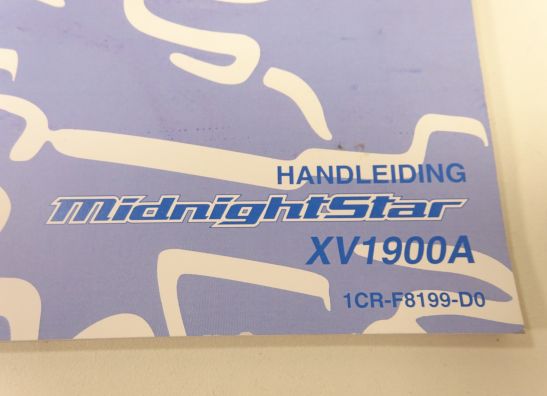 HANDLEIDING
MidnightStar
XV1900A
1CR-F8199-D0